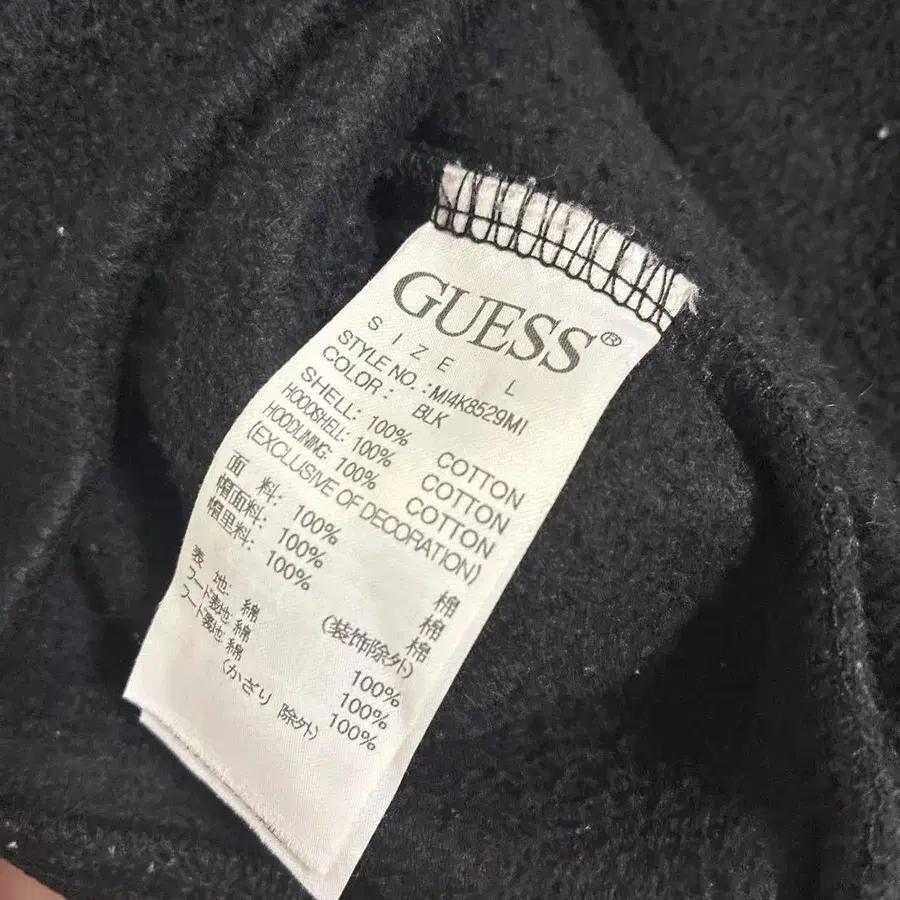 GUESS®
SIZE L
STYLE NO. : MI4K8529MI
COLOR : BLK
SHELL: 100% COTTON
HOODSHELL: 100% COTTON
HOODLINING: 100% COTTON
(EXCLUSIVE OF DECORATION)
面 料: 100% 棉
帽面料: 100% 棉
帽里料: 100% 棉
(装饰除外)
表 地: 綿 100%
フード表地: 綿 100%
フード裏地: 綿 100%
(かざり 除外)